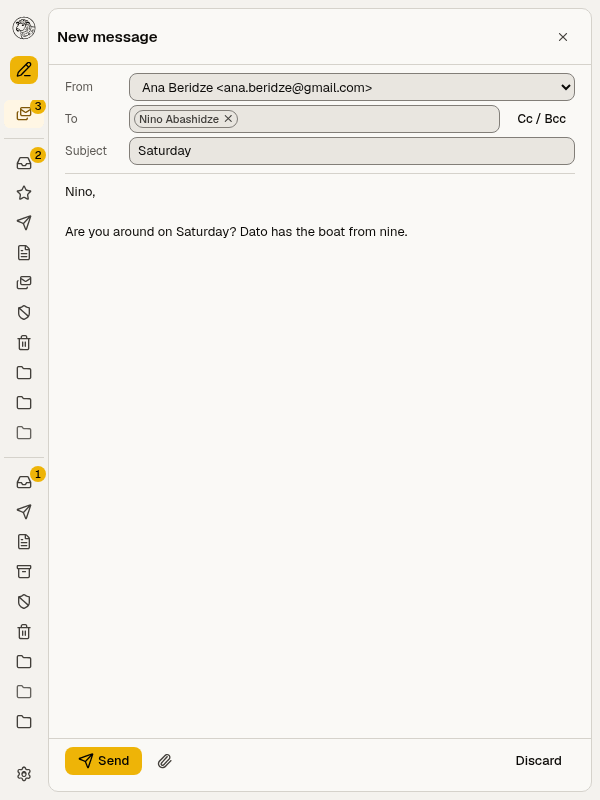 New message
3
From
Ana Beridze <ana.beridze@gmail.com>
To
Nino Abashidze
Cc / Bcc
2
Subject
Saturday
Nino,
Are you around on Saturday? Dato has the boat from nine.
1
Send
Discard